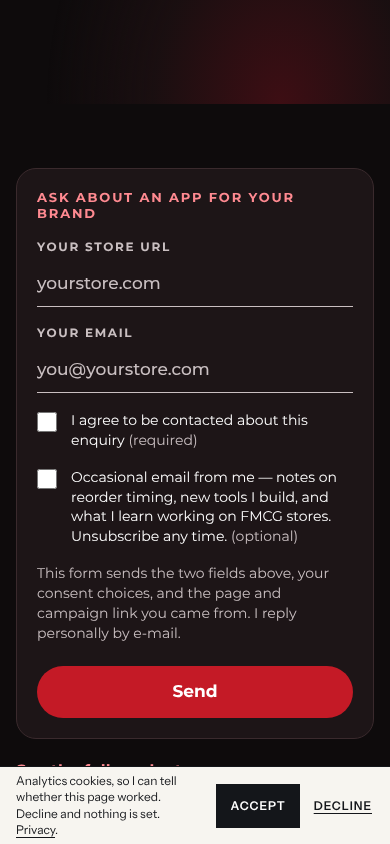 ASK ABOUT AN APP FOR YOUR
BRAND
YOUR STORE URL
yourstore.com
YOUR EMAIL
you@yourstore.com
I agree to be contacted about this
enquiry (required)
Occasional email from me — notes on
reorder timing, new tools I build, and
what I learn working on FMCG stores.
Unsubscribe any time. (optional)
This form sends the two fields above, your
consent choices, and the page and
campaign link you came from. I reply
personally by e-mail.
Send
Analytics cookies, so I can tell
whether this page worked.
Decline and nothing is set.
Privacy.
ACCEPT
DECLINE